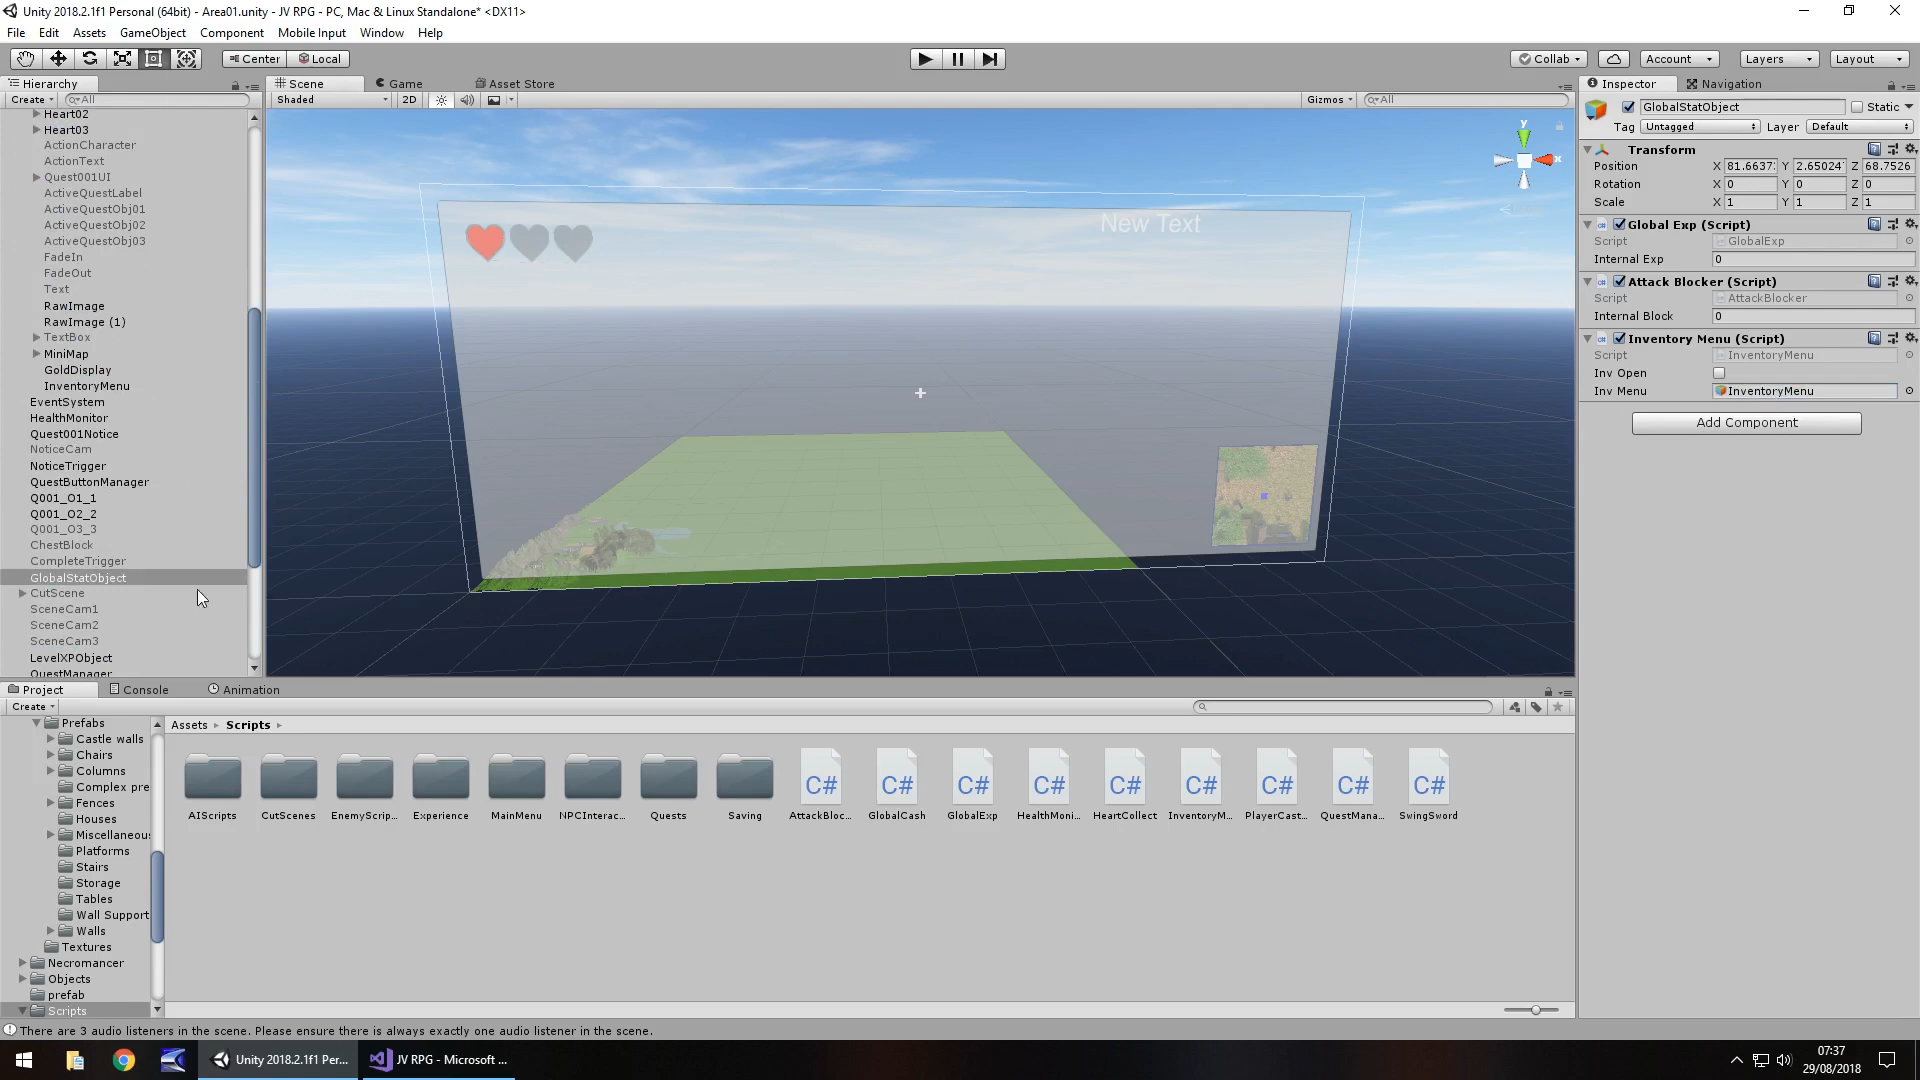 Unity 2018.2.1f1 Personal (64bit) - Area01.unity - JV RPG - PC, Mac & Linux Standalone* <DX11>
File Edit Assets GameObject Component Mobile Input Window Help
Center Local Collab Account Layers Layout
Hierarchy
Create All
Heart02
Heart03
ActionCharacter
ActionText
Quest001UI
ActiveQuestLabel
ActiveQuestObj01
ActiveQuestObj02
ActiveQuestObj03
FadeIn
FadeOut
Text
RawImage
RawImage (1)
TextBox
MiniMap
GoldDisplay
InventoryMenu
EventSystem
HealthMonitor
Quest001Notice
NoticeCam
NoticeTrigger
QuestButtonManager
Q001_O1_1
Q001_O2_2
Q001_O3_3
ChestBlock
CompleteTrigger
GlobalStatObject
CutScene
SceneCam1
SceneCam2
SceneCam3
LevelXPObject
QuestManager
Scene Game Asset Store
Shaded 2D Gizmos All
y
x
New Text
Inspector Navigation
GlobalStatObject Static
Tag Untagged Layer Default
Transform
Position X 81.6637 Y 2.65024 Z 68.7526
Rotation X 0 Y 0 Z 0
Scale X 1 Y 1 Z 1
Global Exp (Script)
Script GlobalExp
Internal Exp 0
Attack Blocker (Script)
Script AttackBlocker
Internal Block 0
Inventory Menu (Script)
Script InventoryMenu
Inv Open
Inv Menu InventoryMenu
Add Component
Project Console Animation
Create
Prefabs
Castle walls
Chairs
Columns
Complex pre
Fences
Houses
Miscellaneous
Platforms
Stairs
Storage
Tables
Wall Support
Walls
Textures
Necromancer
Objects
prefab
Scripts
Assets Scripts
C# C# C# C# C# C# C# C# C#
AIScripts CutScenes EnemyScrip... Experience MainMenu NPCInterac... Quests Saving AttackBloc... GlobalCash GlobalExp HealthMoni... HeartCollect InventoryM... PlayerCast... QuestMana... SwingSword
There are 3 audio listeners in the scene. Please ensure there is always exactly one audio listener in the scene.
Unity 2018.2.1f1 Per... JV RPG - Microsoft ...
07:37
29/08/2018